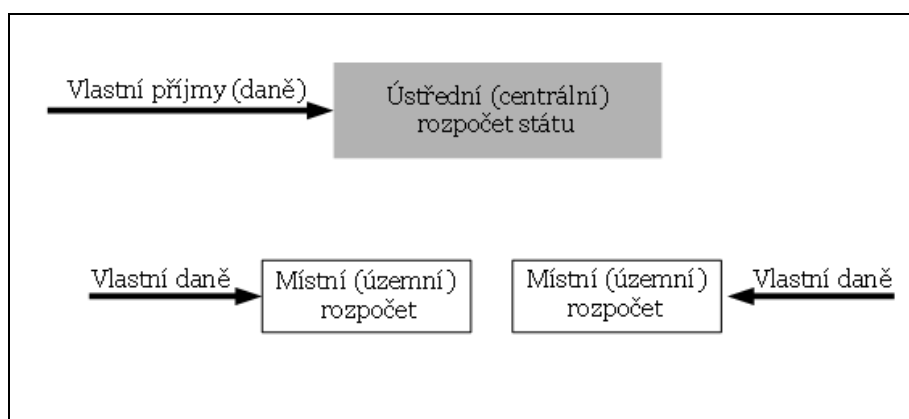 Vlastní příjmy (daně)
Ústřední (centrální)
rozpočet státu
Vlastní daně
Místní (územní)
rozpočet
Místní (územní)
rozpočet
Vlastní daně